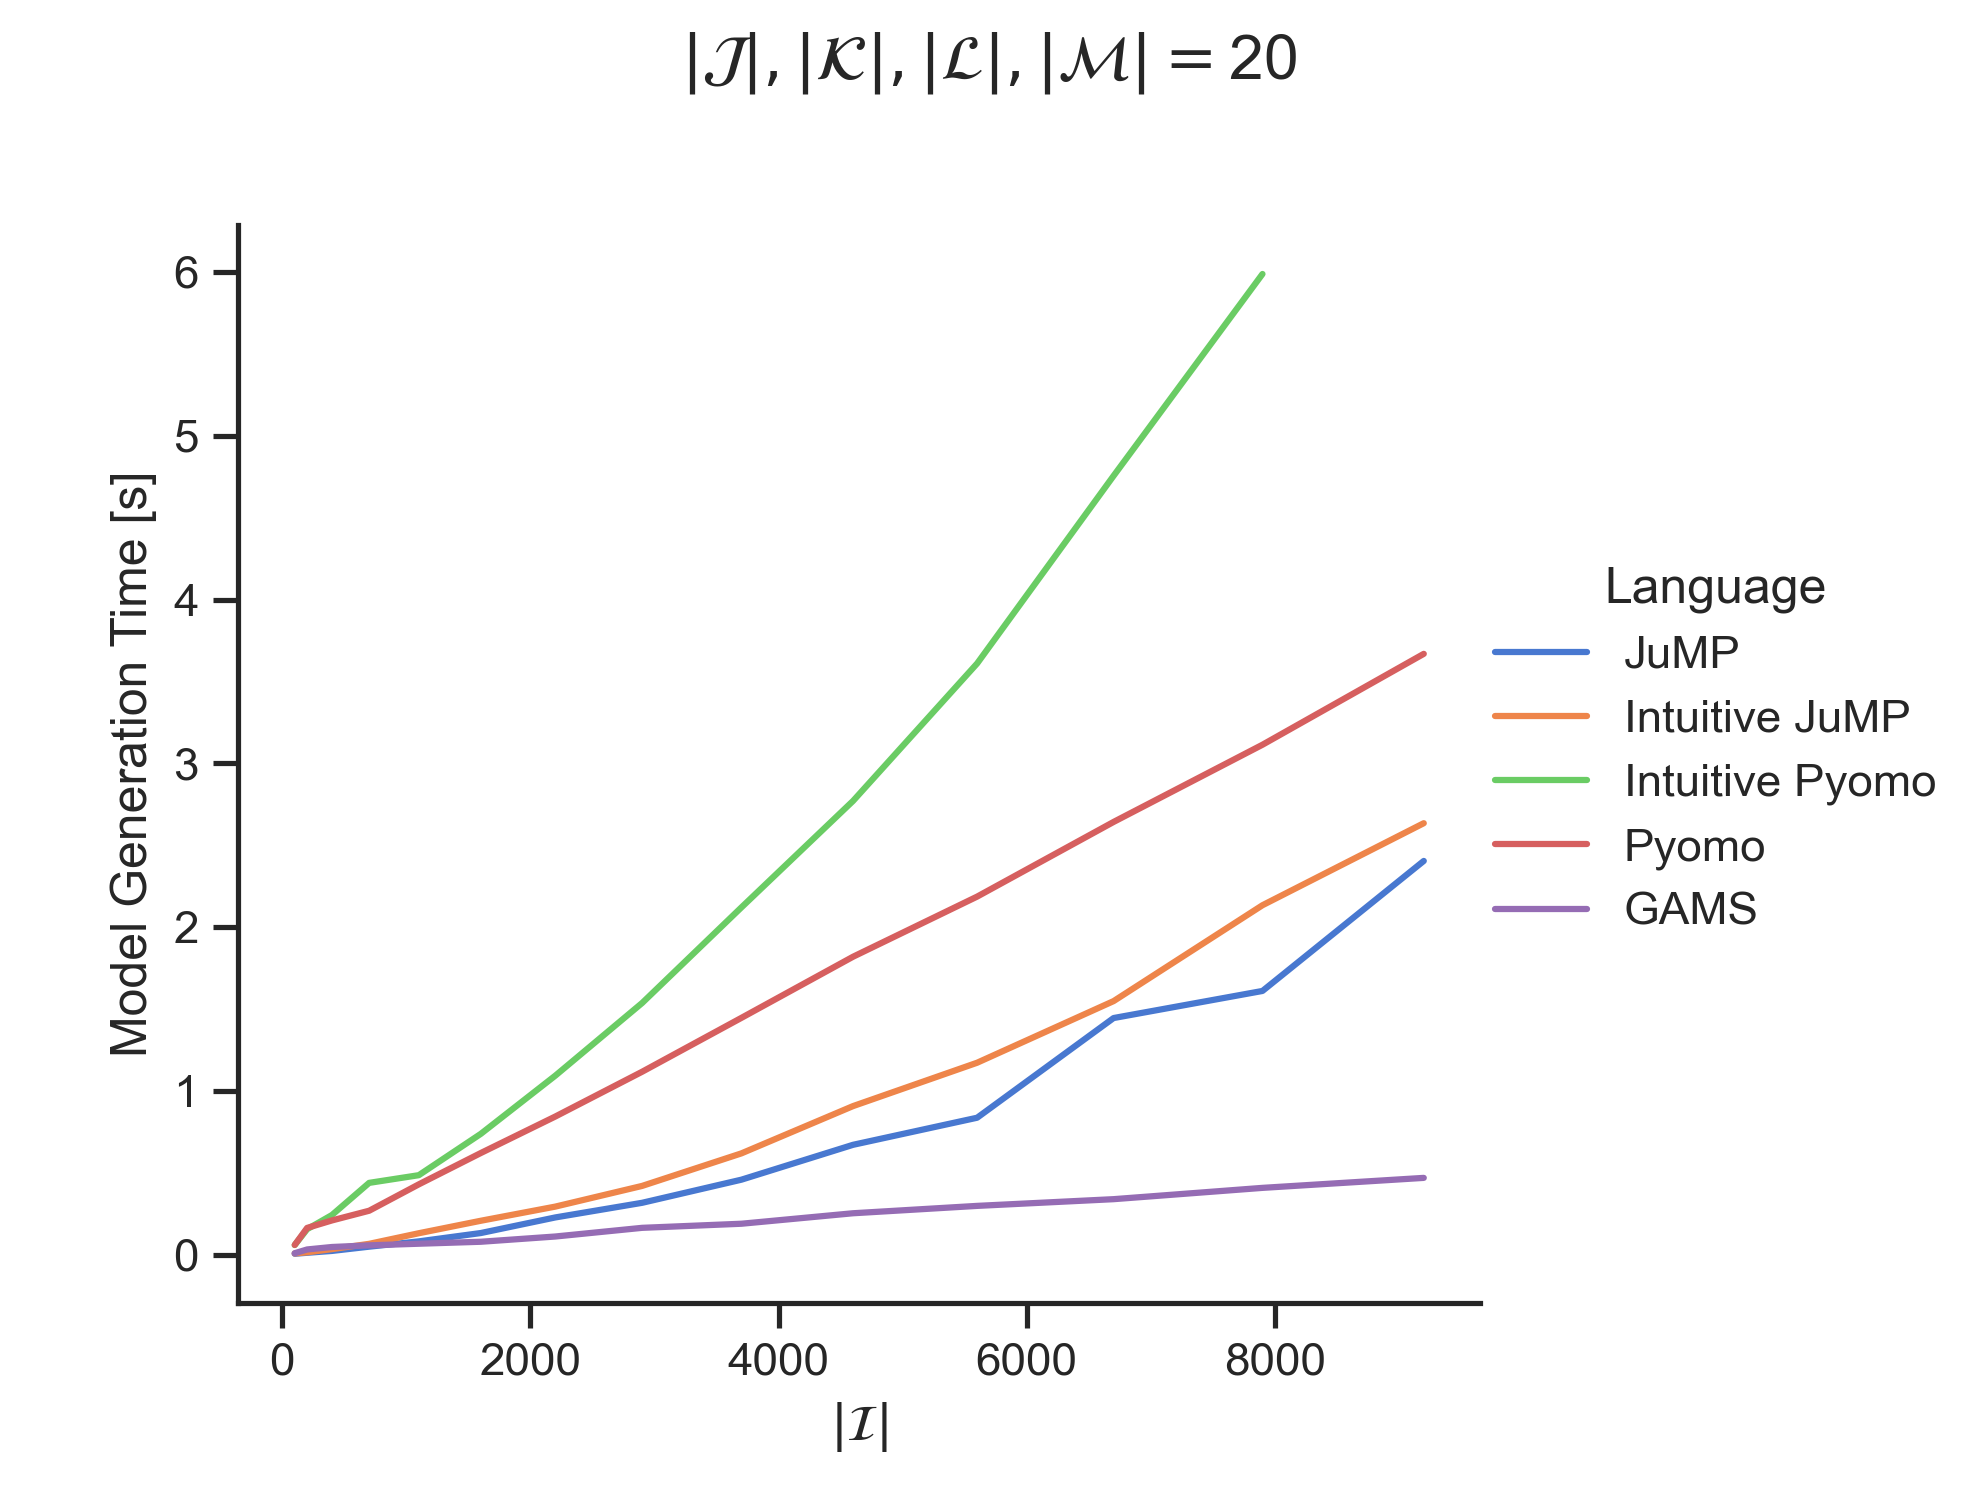 |𝒥|, |𝒦|, |ℒ|, |ℳ| = 20
6
5
4
3
2
1
0
Model Generation Time [s]
0 2000 4000 6000 8000
|ℐ|
Language
JuMP
Intuitive JuMP
Intuitive Pyomo
Pyomo
GAMS